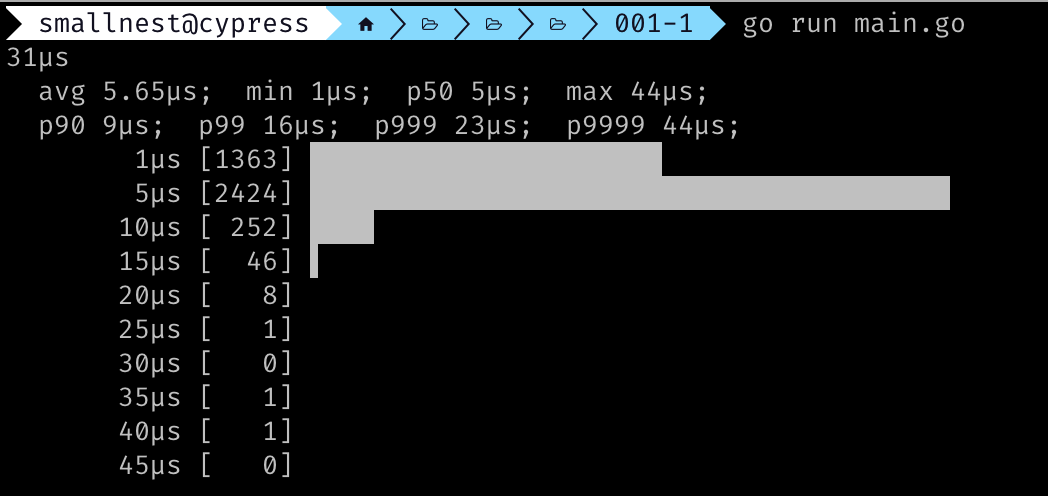 smallnest@cypress 001-1 go run main.go
31µs
avg 5.65µs; min 1µs; p50 5µs; max 44µs;
p90 9µs; p99 16µs; p999 23µs; p9999 44µs;
1µs [1363]
5µs [2424]
10µs [ 252]
15µs [  46]
20µs [   8]
25µs [   1]
30µs [   0]
35µs [   1]
40µs [   1]
45µs [   0]